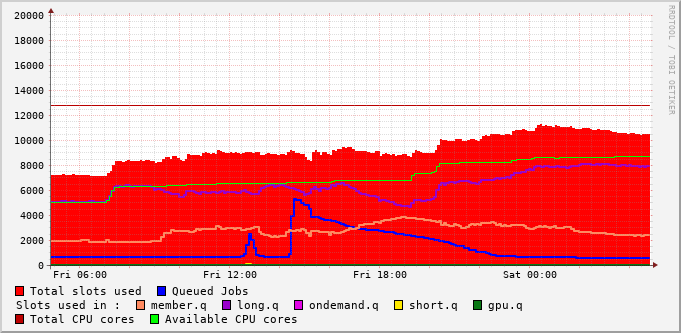 20000
18000
16000
14000
12000
10000
8000
6000
4000
2000
0
Fri 06:00 Fri 12:00 Fri 18:00 Sat 00:00
RRDTOOL / TOBI OETIKER
Total slots used Queued Jobs
Slots used in : member.q long.q ondemand.q short.q gpu.q
Total CPU cores Available CPU cores